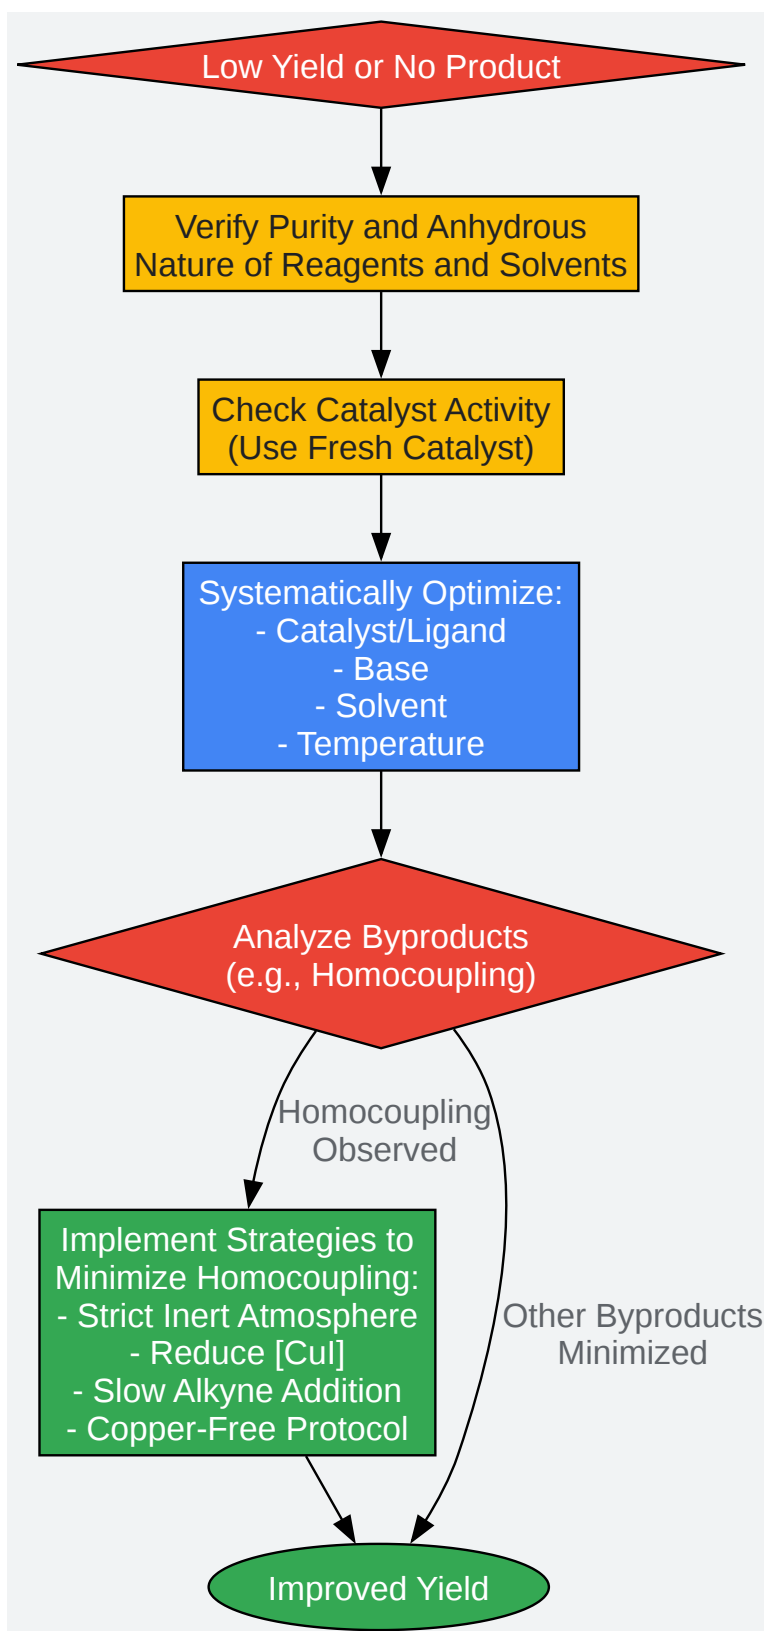 Low Yield or No Product
Verify Purity and Anhydrous
Nature of Reagents and Solvents
Check Catalyst Activity
(Use Fresh Catalyst)
Systematically Optimize:
- Catalyst/Ligand
- Base
- Solvent
- Temperature
Analyze Byproducts
(e.g., Homocoupling)
Homocoupling
Observed
Implement Strategies to
Minimize Homocoupling:
- Strict Inert Atmosphere
- Reduce [CuI]
- Slow Alkyne Addition
- Copper-Free Protocol
Other Byproducts
Minimized
Improved Yield